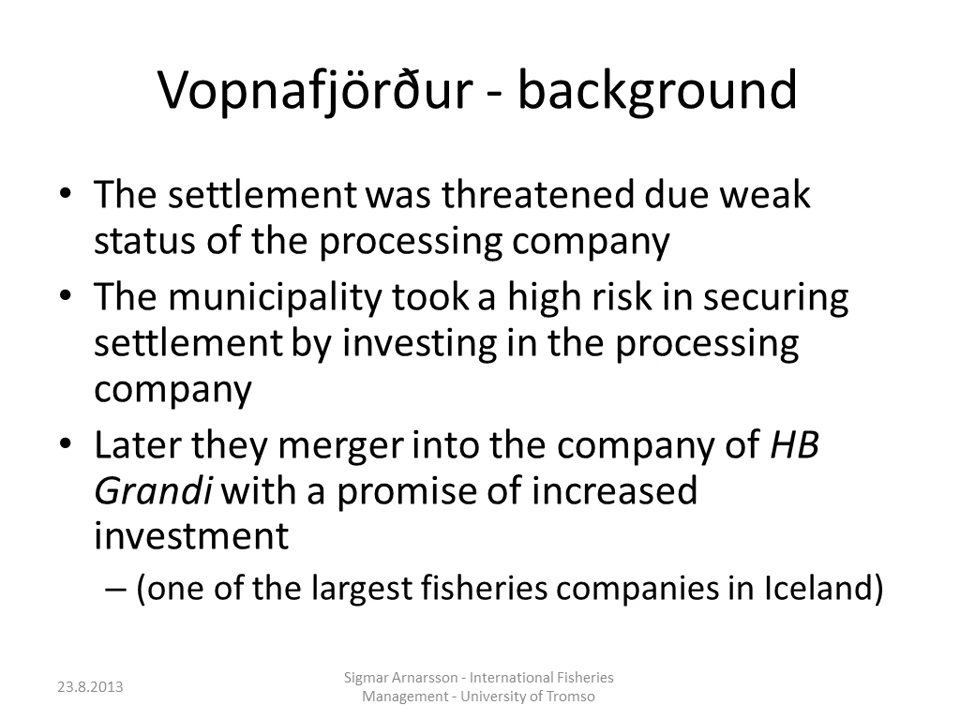 Vopnafjörður - background
• The settlement was threatened due weak
status of the processing company
• The municipality took a high risk in securing
settlement by investing in the processing
company
• Later they merger into the company of HB
Grandi with a promise of increased
investment
– (one of the largest fisheries companies in Iceland)
23.8.2013
Sigmar Arnarsson - International Fisheries
Management - University of Tromso